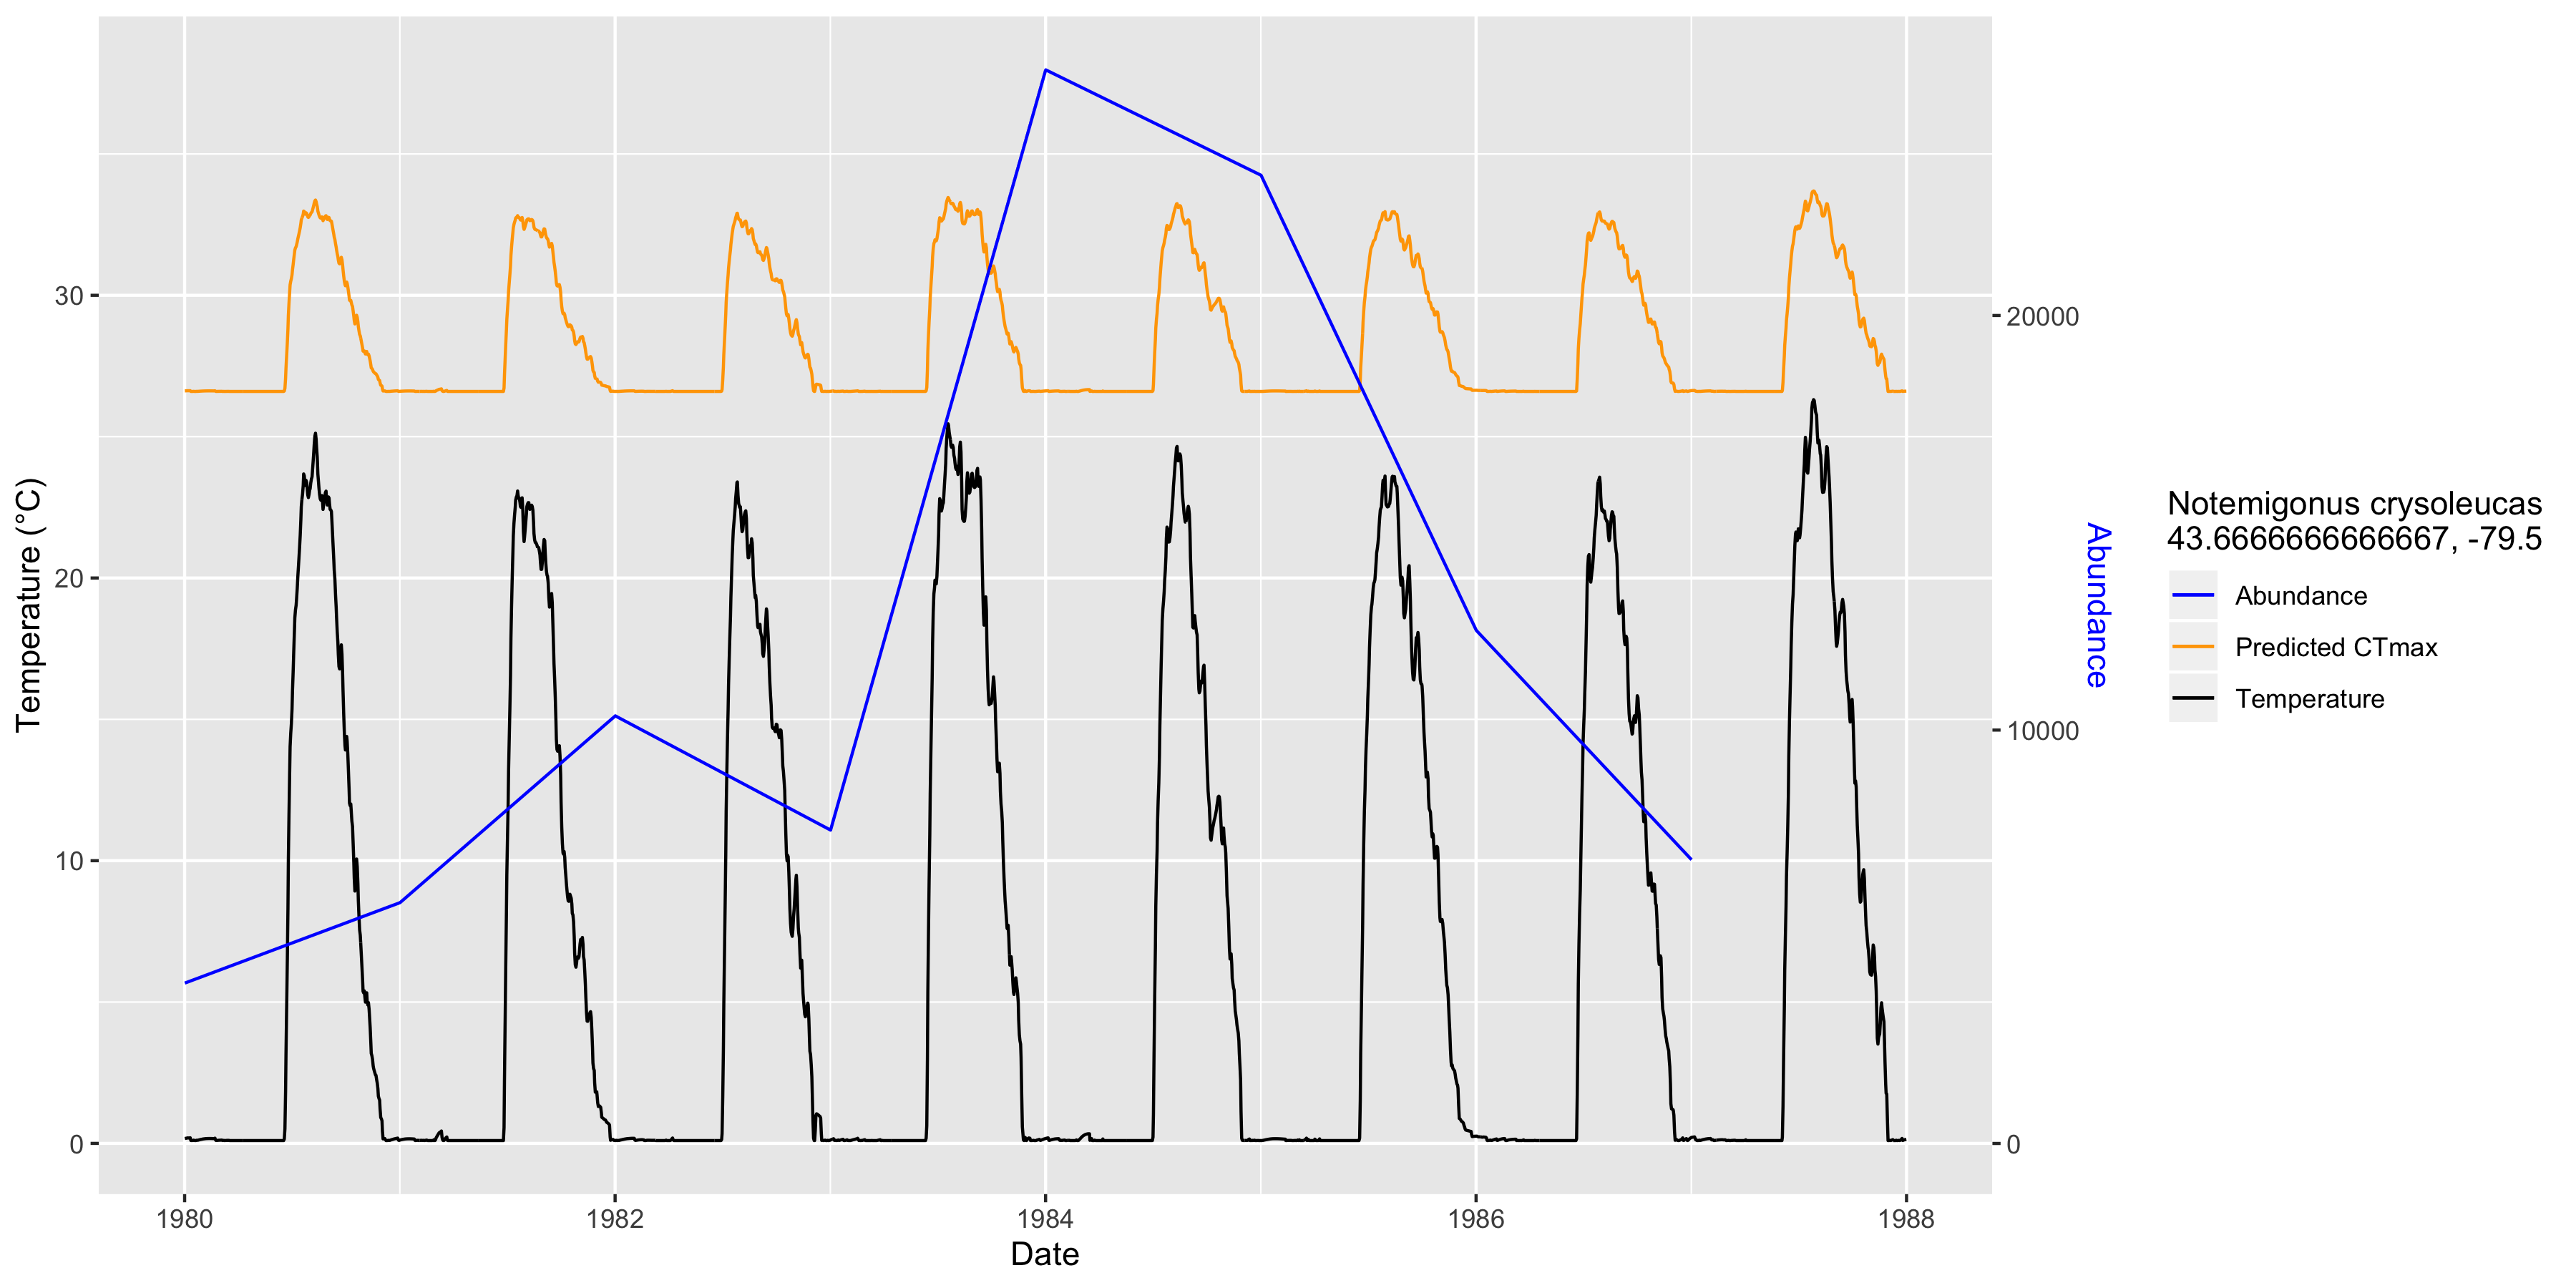 Temperature (°C)
30
20
10
0
1980
1982
1984
1986
1988
Date
20000
10000
0
Abundance
Notemigonus crysoleucas
43.6666666666667, -79.5
Abundance
Predicted CTmax
Temperature